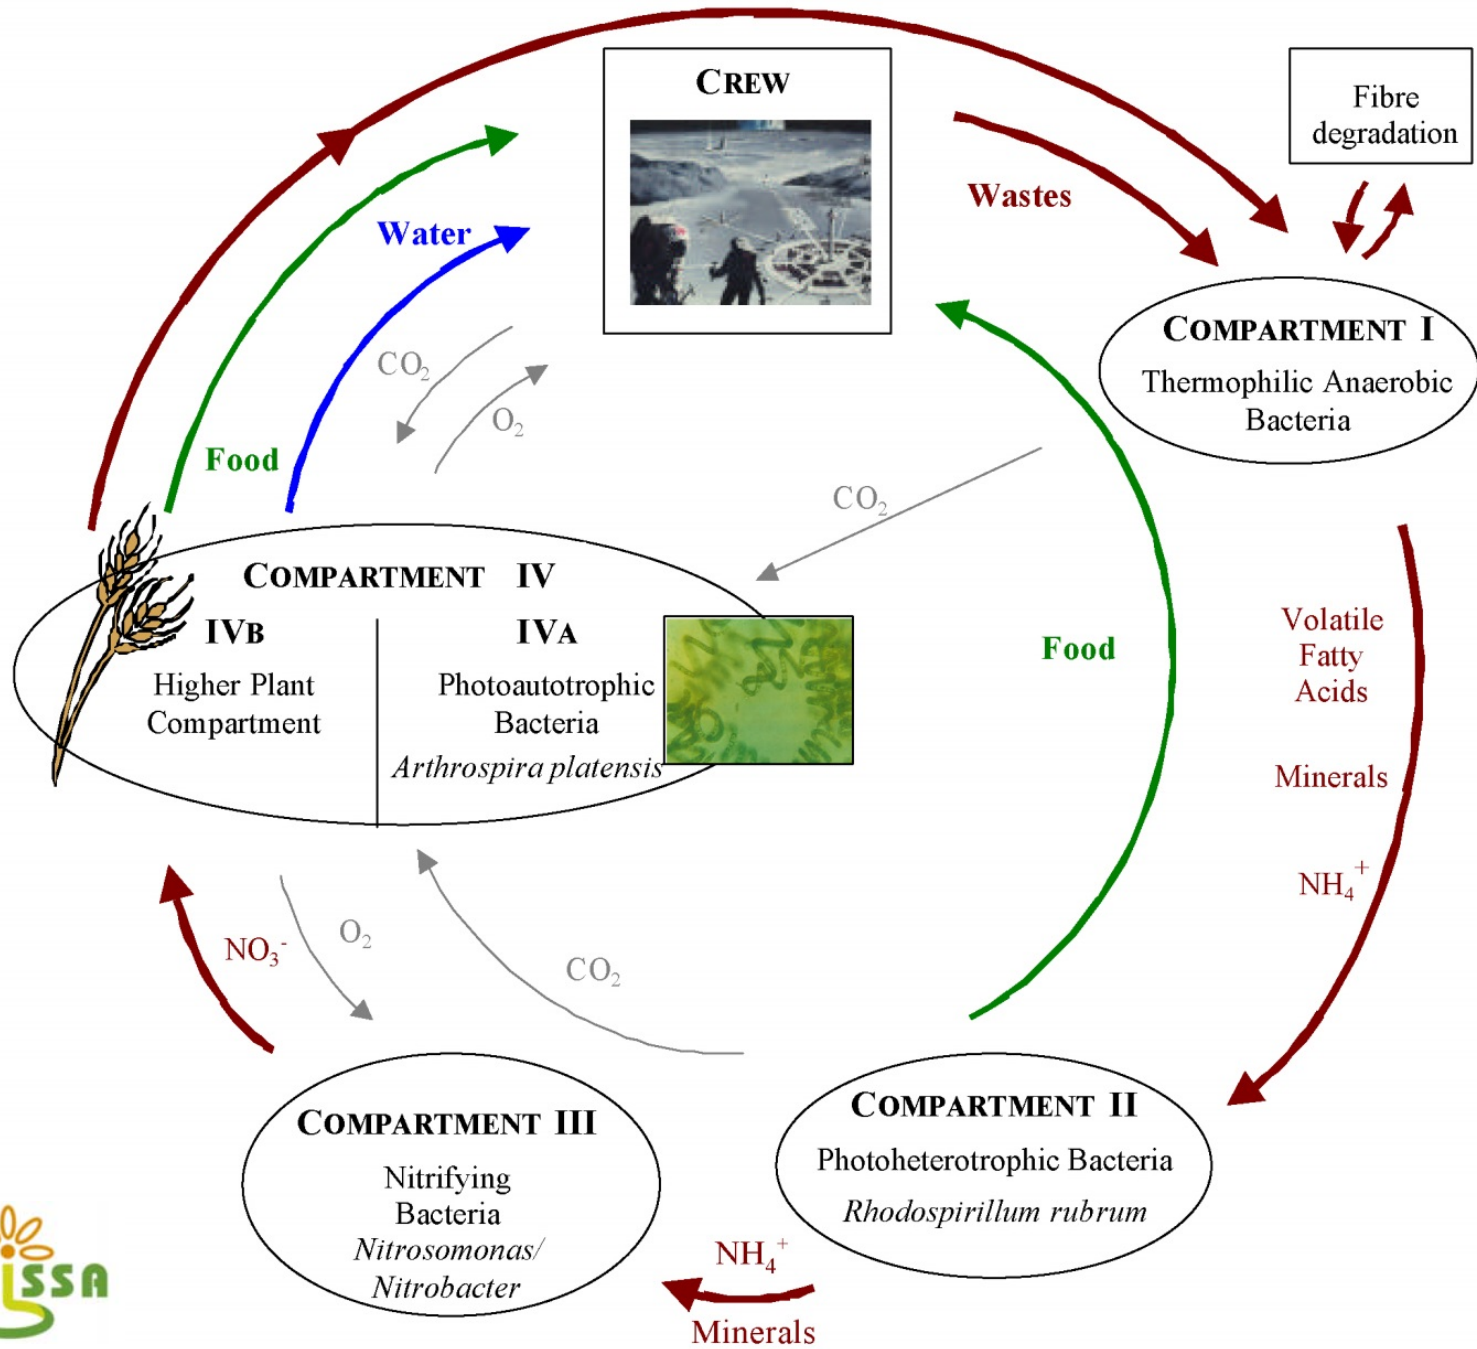 CREW
Fibre
degradation
Wastes
Water
COMPARTMENT I
Thermophilic Anaerobic
Bacteria
CO₂
O₂
Food
CO₂
COMPARTMENT IV
IVB
IVA
Higher Plant
Compartment
Photoautotrophic
Bacteria
Arthrospira platensis
Food
Volatile
Fatty
Acids
Minerals
NH₄⁺
NO₃⁻
O₂
CO₂
COMPARTMENT III
Nitrifying
Bacteria
Nitrosomonas/
Nitrobacter
COMPARTMENT II
Photoheterotrophic Bacteria
Rhodospirillum rubrum
NH₄⁺
Minerals